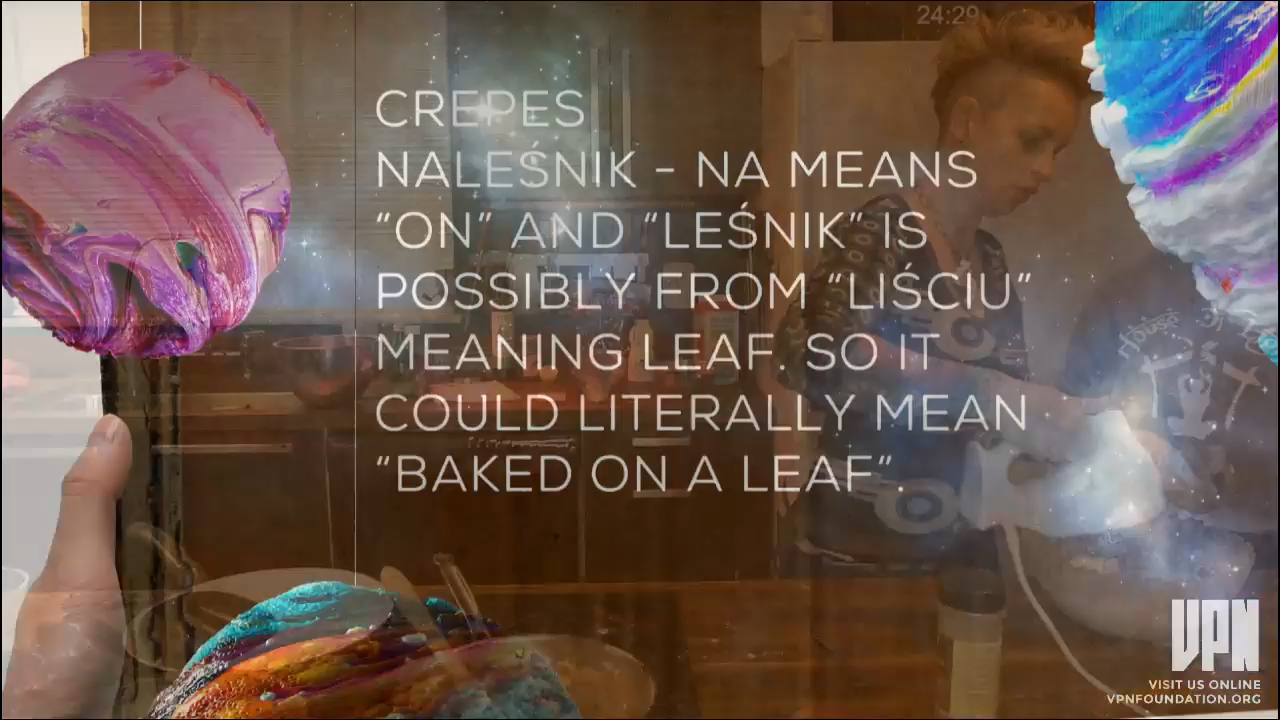 24:29
CREPES
NALEŚNIK - NA MEANS
“ON” AND “LEŚNIK” IS
POSSIBLY FROM “LIŚCIU”
MEANING LEAF. SO IT
COULD LITERALLY MEAN
“BAKED ON A LEAF”.
VPN
VISIT US ONLINE
VPNFOUNDATION.ORG